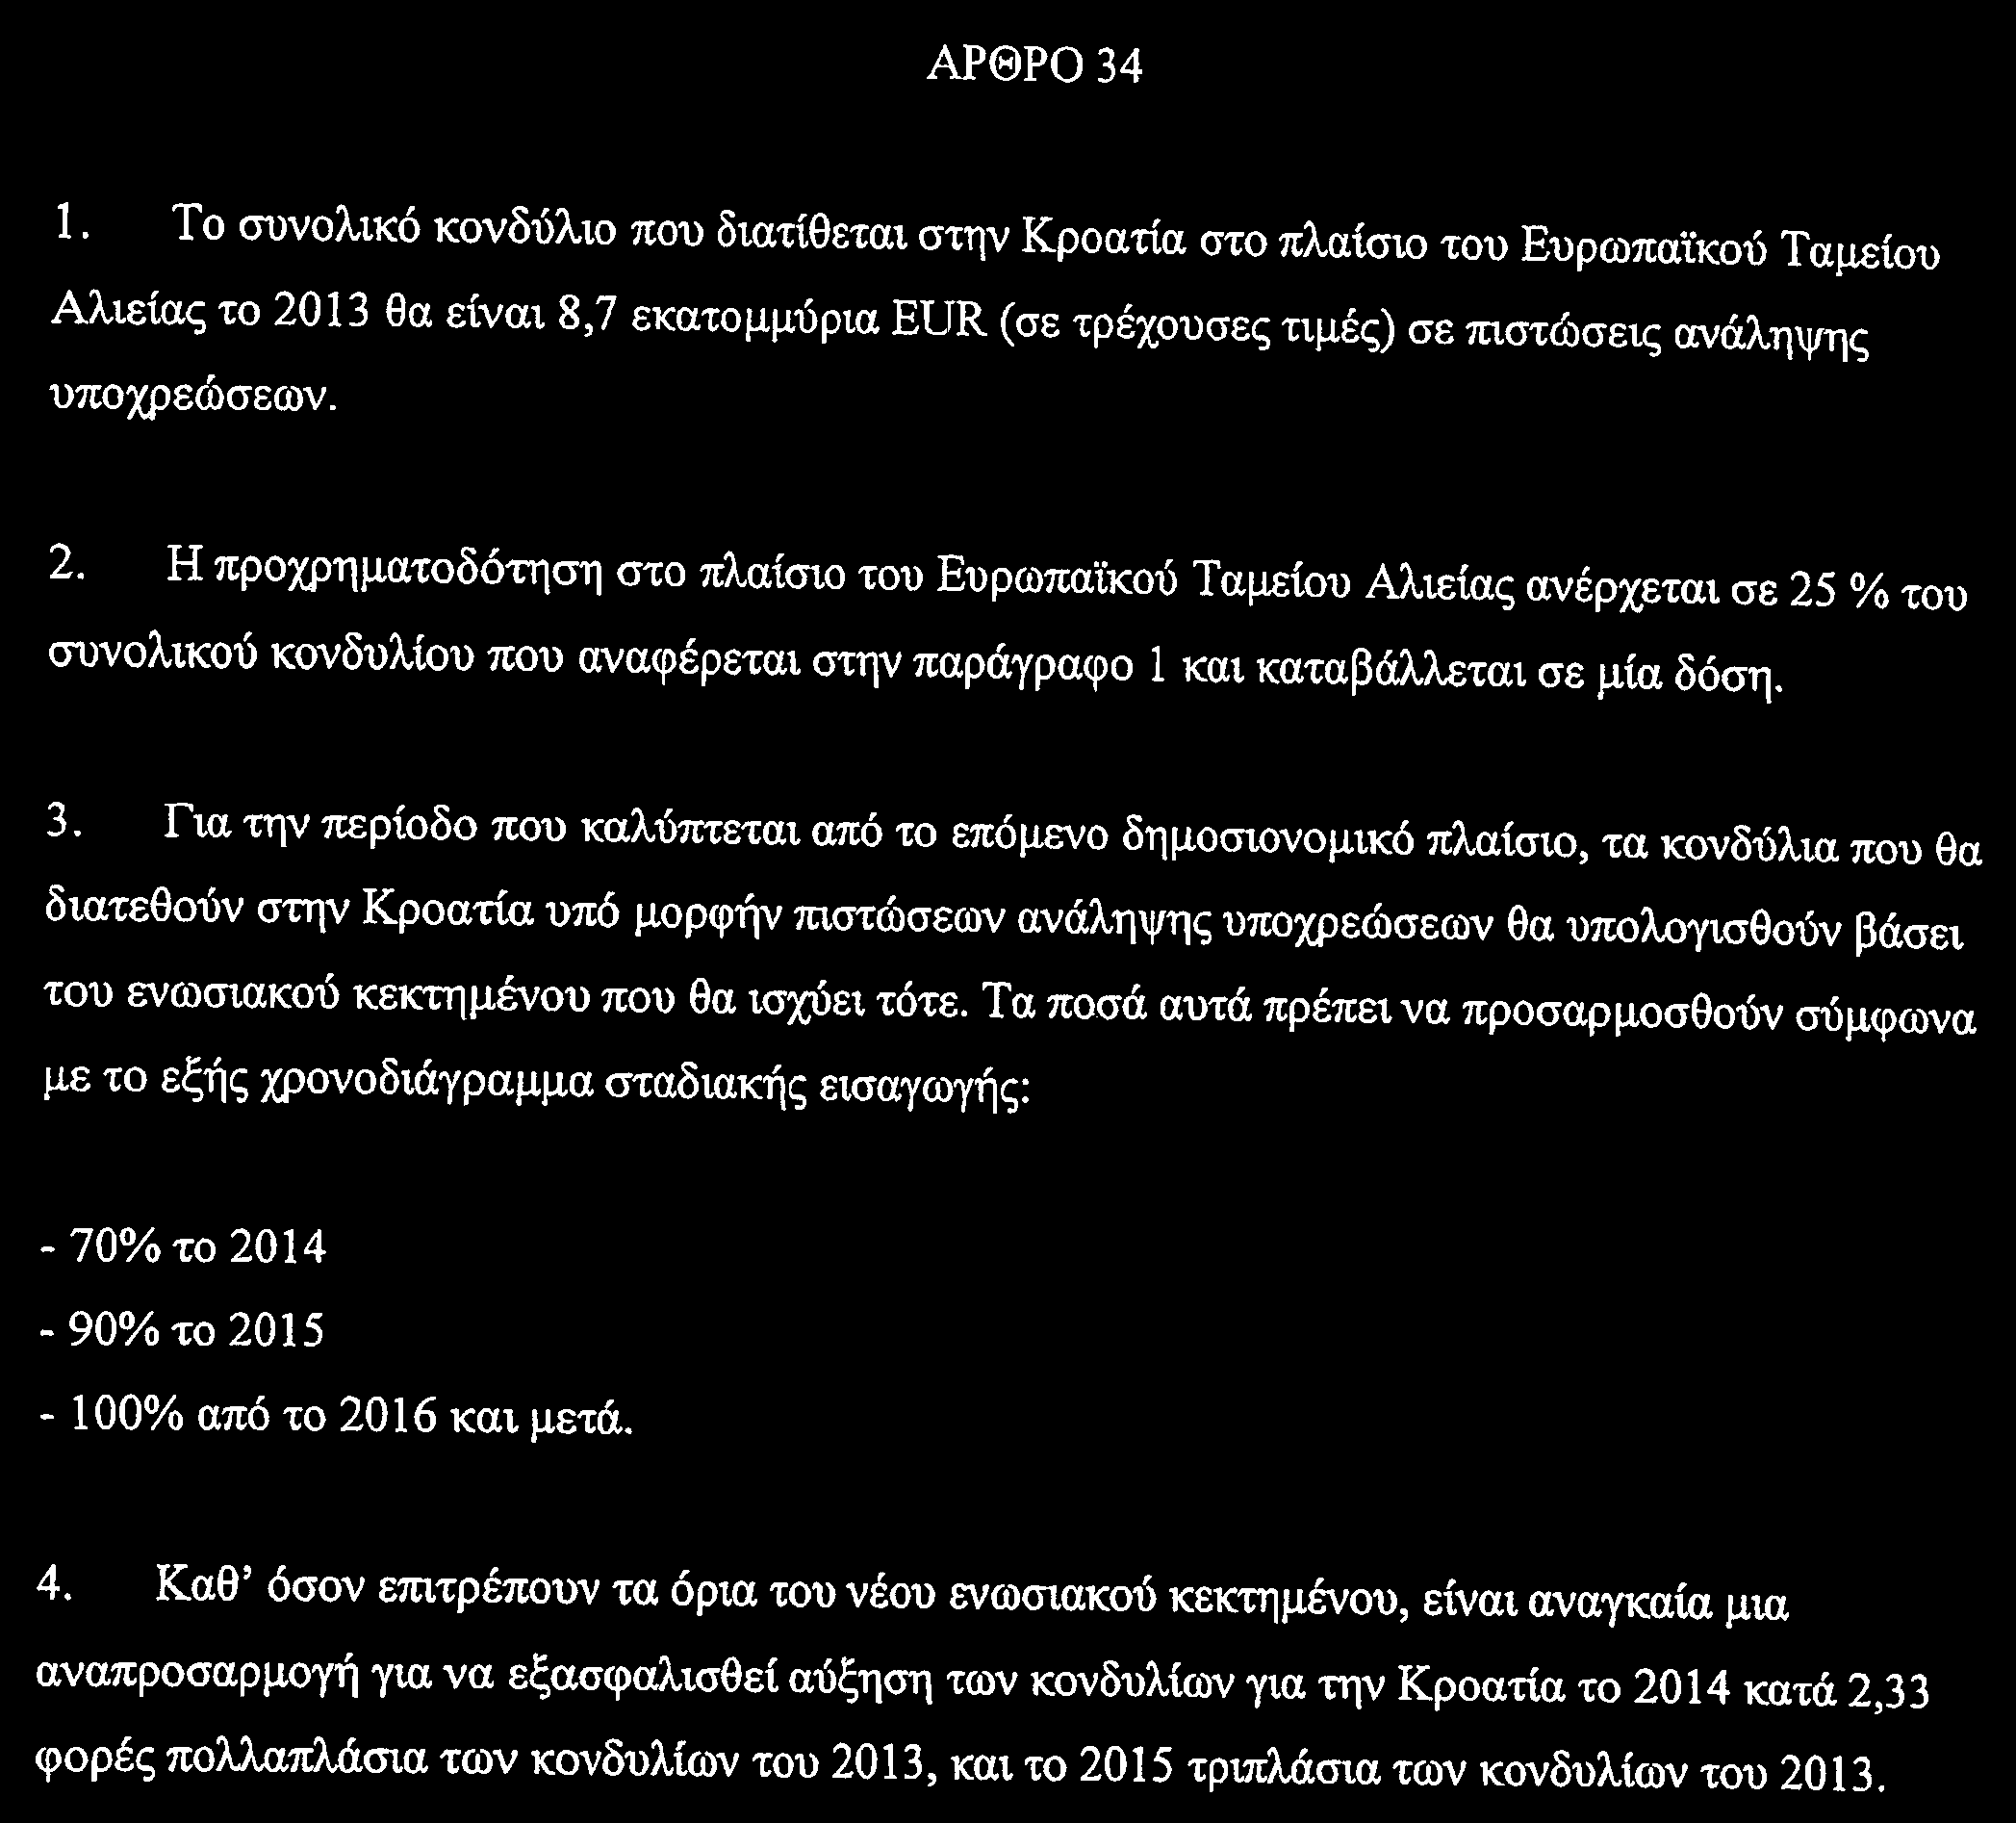 ΑΡΘΡΟ 34
1. Το συνολικό κονδύλιο που διατίθεται στην Κροατία στο πλαίσιο του Ευρωπαϊκού Ταμείου
Αλιείας το 2013 θα είναι 8,7 εκατομμύρια EUR (σε τρέχουσες τιμές) σε πιστώσεις ανάληψης
υποχρεώσεων.
2. Η προχρηματοδότηση στο πλαίσιο του Ευρωπαϊκού Ταμείου Αλιείας ανέρχεται σε 25 % του
συνολικού κονδυλίου που αναφέρεται στην παράγραφο 1 και καταβάλλεται σε μία δόση.
3. Για την περίοδο που καλύπτεται από το επόμενο δημοσιονομικό πλαίσιο, τα κονδύλια που θα
διατεθούν στην Κροατία υπό μορφήν πιστώσεων ανάληψης υποχρεώσεων θα υπολογισθούν βάσει
του ενωσιακού κεκτημένου που θα ισχύει τότε. Τα ποσά αυτά πρέπει να προσαρμοσθούν σύμφωνα
με το εξής χρονοδιάγραμμα σταδιακής εισαγωγής:
- 70% το 2014
- 90% το 2015
- 100% από το 2016 και μετά.
4. Καθ’ όσον επιτρέπουν τα όρια του νέου ενωσιακού κεκτημένου, είναι αναγκαία μια
αναπροσαρμογή για να εξασφαλισθεί αύξηση των κονδυλίων για την Κροατία το 2014 κατά 2,33
φορές πολλαπλάσια των κονδυλίων του 2013, και το 2015 τριπλάσια των κονδυλίων του 2013.